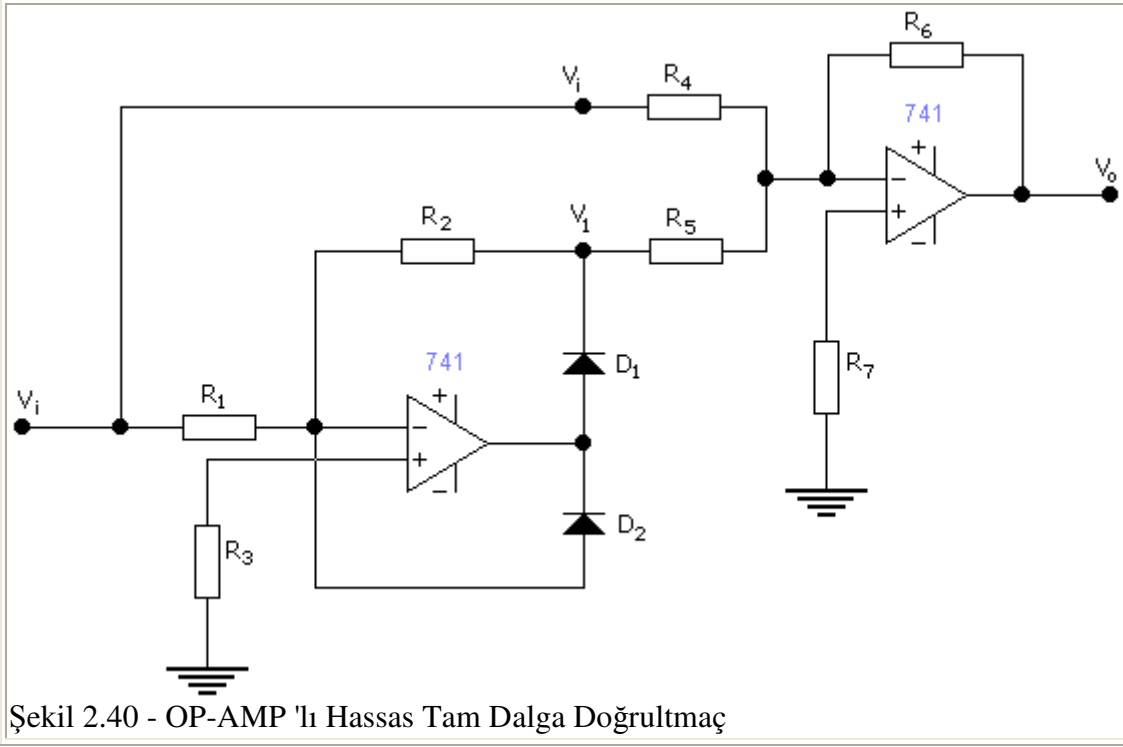 R6
Vi
R4
741
Vo
R2
V1
R5
741
D1
R7
Vi
R1
D2
R3
Şekil 2.40 - OP-AMP 'lı Hassas Tam Dalga Doğrultmaç